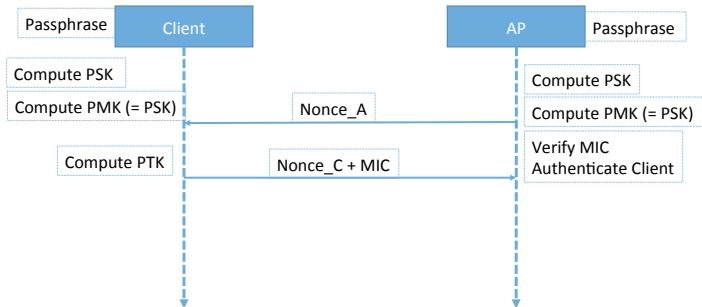 Passphrase
Client
AP
Passphrase
Compute PSK
Compute PSK
Compute PMK (= PSK)
Nonce_A
Compute PMK (= PSK)
Compute PTK
Nonce_C + MIC
Verify MIC
Authenticate Client